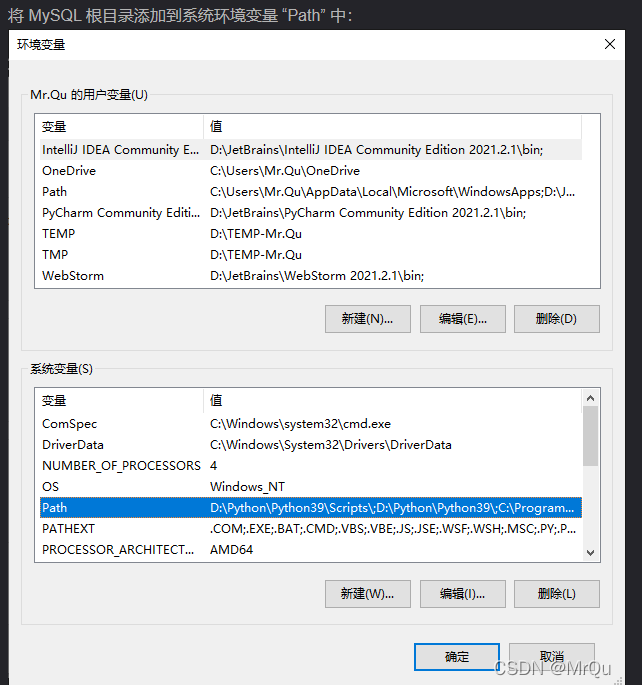 将 MySQL 根目录添加到系统环境变量 “Path” 中：
环境变量
Mr.Qu 的用户变量(U)
变量 值
IntelliJ IDEA Community E... D:\JetBrains\IntelliJ IDEA Community Edition 2021.2.1\bin;
OneDrive C:\Users\Mr.Qu\OneDrive
Path C:\Users\Mr.Qu\AppData\Local\Microsoft\WindowsApps;D:\J...
PyCharm Community Editi... D:\JetBrains\PyCharm Community Edition 2021.2.1\bin;
TEMP D:\TEMP-Mr.Qu
TMP D:\TEMP-Mr.Qu
WebStorm D:\JetBrains\WebStorm 2021.2.1\bin;
新建(N)... 编辑(E)... 删除(D)
系统变量(S)
变量 值
ComSpec C:\Windows\system32\cmd.exe
DriverData C:\Windows\System32\Drivers\DriverData
NUMBER_OF_PROCESSORS 4
OS Windows_NT
Path D:\Python\Python39\Scripts\;D:\Python\Python39\;C:\Program...
PATHEXT .COM;.EXE;.BAT;.CMD;.VBS;.VBE;.JS;.JSE;.WSF;.WSH;.MSC;.PY;.P...
PROCESSOR_ARCHITECT... AMD64
新建(W)... 编辑(I)... 删除(L)
确定 取消
CSDN @MrQu